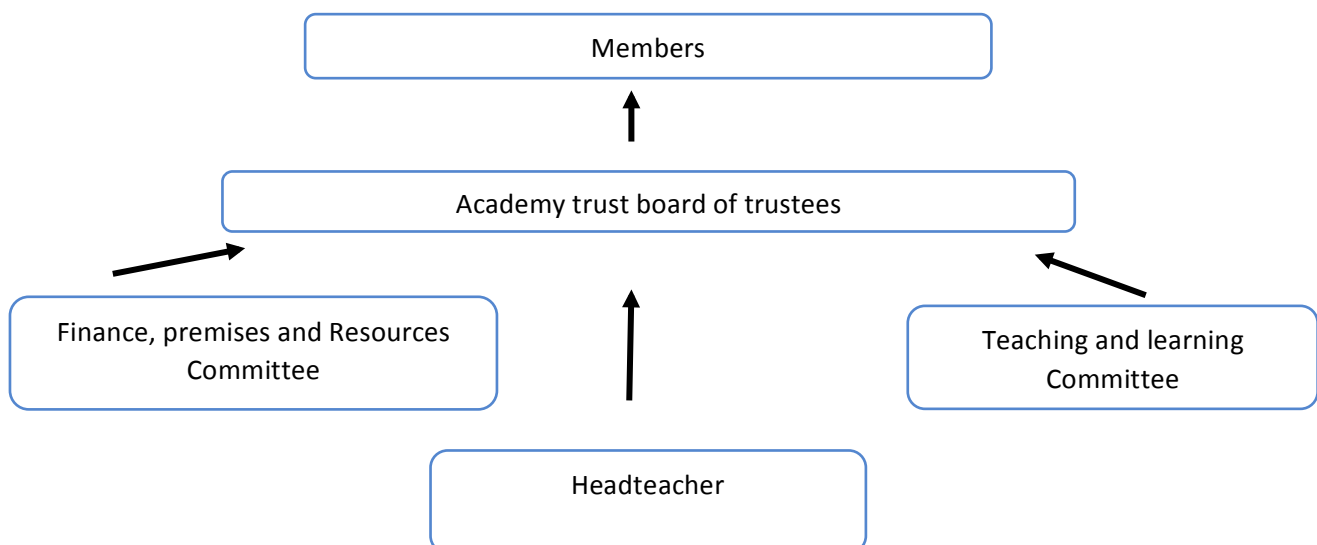 Members
Academy trust board of trustees
Finance, premises and Resources
Committee
Teaching and learning
Committee
Headteacher